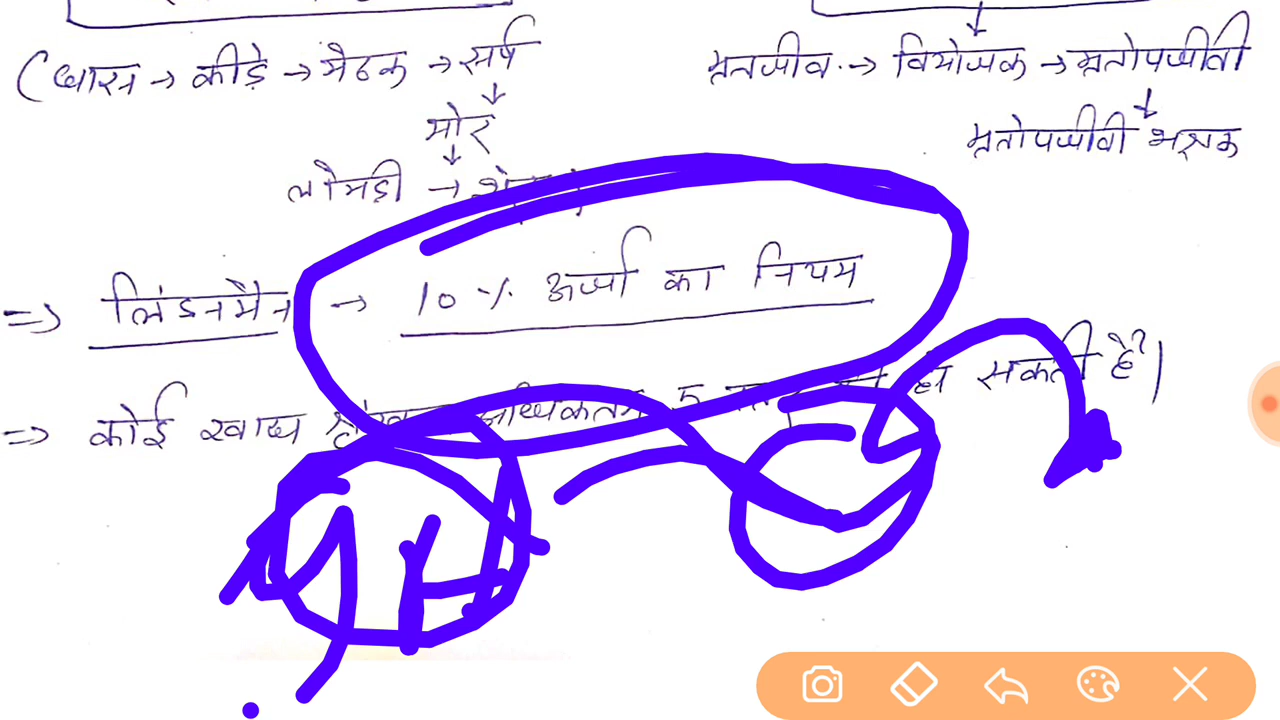 (घास → कीड़े → मेंढक → सर्प
↓
मोर
↓
लोमड़ी →
मृतजीव → वियोजक → मृतोपजीवी
↓
मृतोपजीवी भक्षक
⇒ लिंडनमैन → 10% ऊर्जा का नियम
⇒ कोई खाद्य अधिकतम 5 हो सकती है।